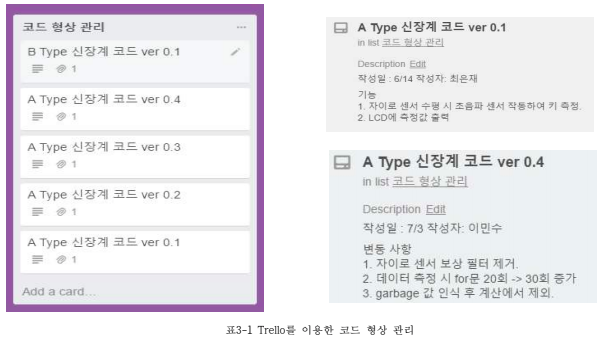 코드 형상 관리
B Type 신장계 코드 ver 0.1
1
A Type 신장계 코드 ver 0.4
1
A Type 신장계 코드 ver 0.3
1
A Type 신장계 코드 ver 0.2
1
A Type 신장계 코드 ver 0.1
1
Add a card...
A Type 신장계 코드 ver 0.1
in list 코드 형상 관리
Description Edit
작성일 : 6/14 작성자: 최은재
기능
1. 자이로 센서 수평 시 조음파 센서 작동하여 키 측정.
2. LCD에 측정값 출력
A Type 신장계 코드 ver 0.4
in list 코드 형상 관리
Description Edit
작성일 : 7/3 작성자: 이민수
변동 사항
1. 자이로 센서 보상 필터 제거.
2. 데이터 측정 시 for문 20회 -> 30회 증가
3. garbage 값 인식 후 계산에서 제외.
표3-1 Trello를 이용한 코드 형상 관리